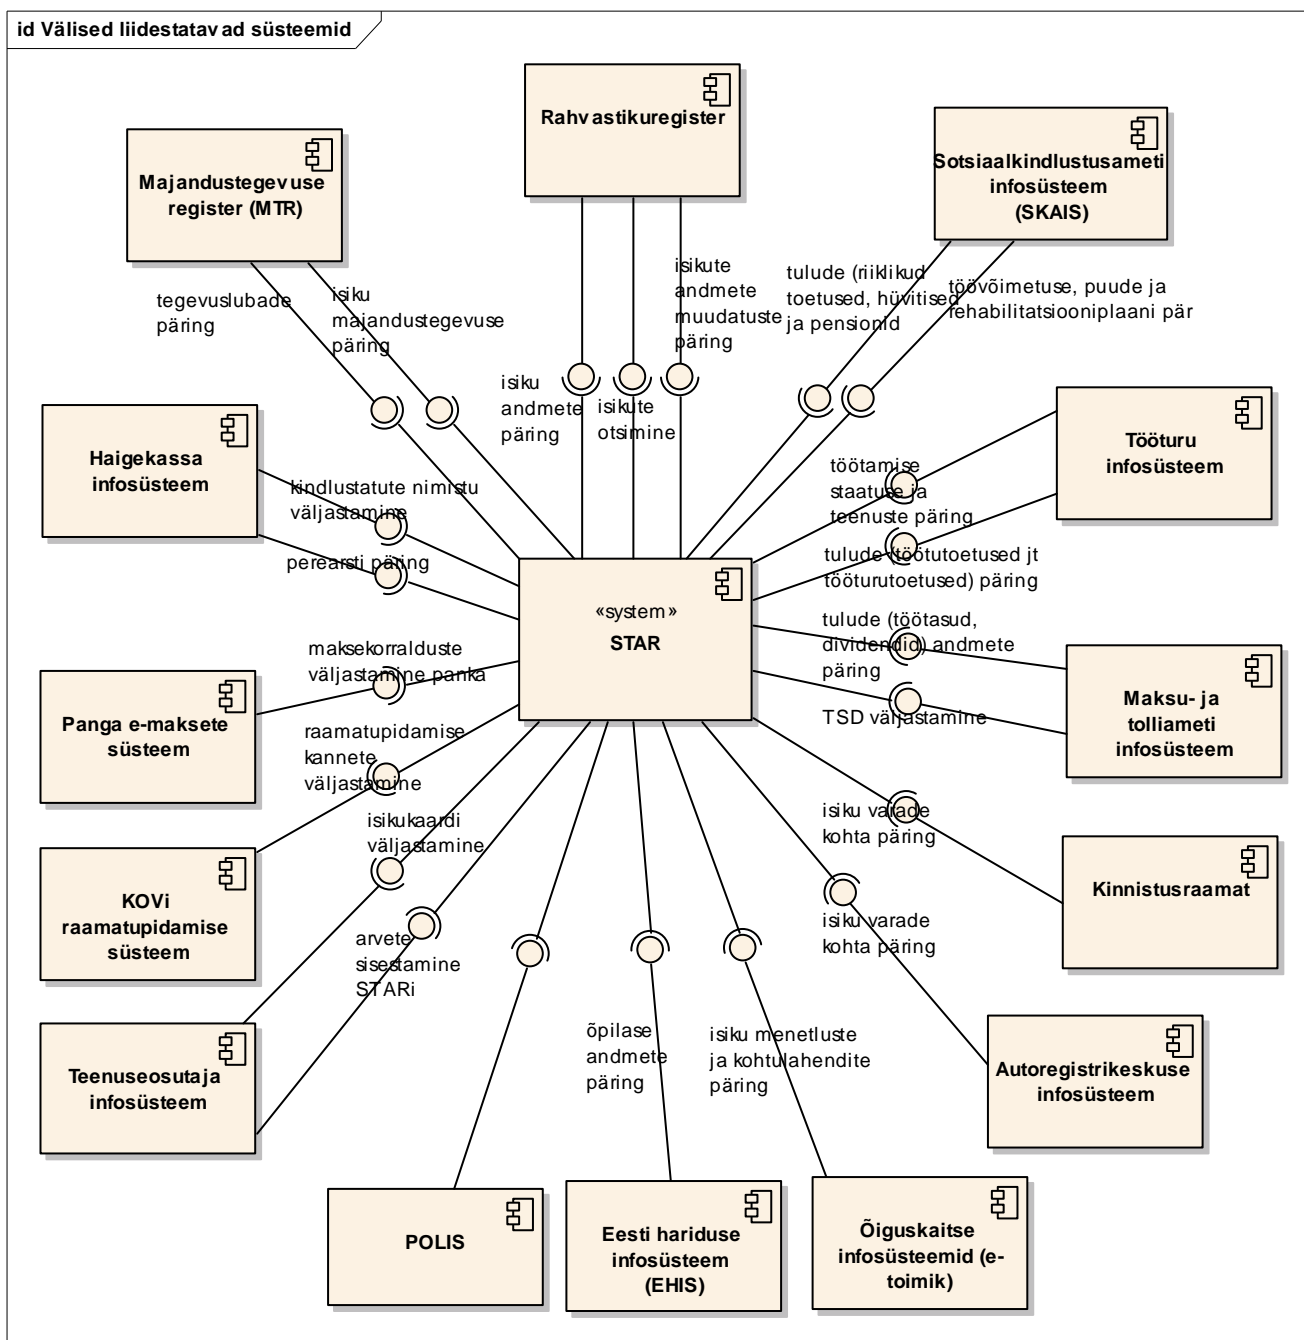 id Välised liidestatavad süsteemid
Rahvastikuregister
Majandustegevuse
register (MTR)
Sotsiaalkindlustusameti
infosüsteem
(SKAIS)
tegevuslubade
päring
isiku
majandustegevuse
päring
isiku
andmete
päring
isikute
otsimine
isikute
andmete
muudatuste
päring
tulude (riiklikud
toetused, hüvitised
ja pensionid
töövõimetuse, puude ja
rehabilitatsiooniplaani pär
Haigekassa
infosüsteem
kindlustatute nimistu
väljastamine
perearsti päring
Tööturu
infosüsteem
töötamise
staatuse ja
teenuste päring
tulude (töötutoetused jt
tööturutoetused) päring
«system»
STAR
tulude (töötasud,
dividendid) andmete
päring
TSD väljastamine
Maksu- ja
tolliameti
infosüsteem
Panga e-maksete
süsteem
maksekorralduste
väljastamine panka
raamatupidamise
kannete
väljastamine
isikukaardi
väljastamine
KOVi
raamatupidamise
süsteem
isiku varade
kohta päring
Kinnistusraamat
isiku varade
kohta päring
arvete
sisestamine
STARi
Teenuseosutaja
infosüsteem
õpilase
andmete
päring
isiku menetluste
ja kohtulahendite
päring
Autoregistrikeskuse
infosüsteem
POLIS
Eesti hariduse
infosüsteem
(EHIS)
Õiguskaitse
infosüsteemid (e-
toimik)